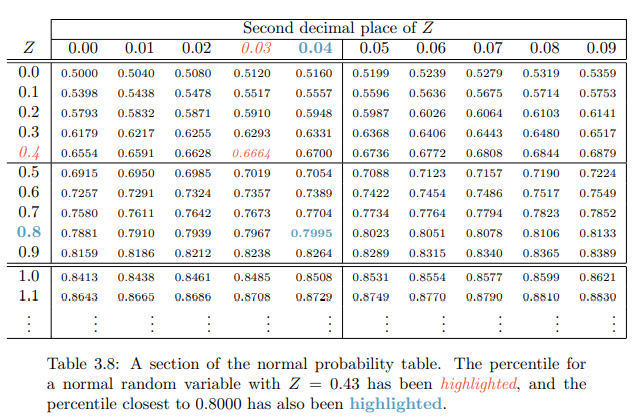 Second decimal place of Z
Z 0.00 0.01 0.02 0.03 0.04 0.05 0.06 0.07 0.08 0.09
0.0 0.5000 0.5040 0.5080 0.5120 0.5160 0.5199 0.5239 0.5279 0.5319 0.5359
0.1 0.5398 0.5438 0.5478 0.5517 0.5557 0.5596 0.5636 0.5675 0.5714 0.5753
0.2 0.5793 0.5832 0.5871 0.5910 0.5948 0.5987 0.6026 0.6064 0.6103 0.6141
0.3 0.6179 0.6217 0.6255 0.6293 0.6331 0.6368 0.6406 0.6443 0.6480 0.6517
0.4 0.6554 0.6591 0.6628 0.6664 0.6700 0.6736 0.6772 0.6808 0.6844 0.6879
0.5 0.6915 0.6950 0.6985 0.7019 0.7054 0.7088 0.7123 0.7157 0.7190 0.7224
0.6 0.7257 0.7291 0.7324 0.7357 0.7389 0.7422 0.7454 0.7486 0.7517 0.7549
0.7 0.7580 0.7611 0.7642 0.7673 0.7704 0.7734 0.7764 0.7794 0.7823 0.7852
0.8 0.7881 0.7910 0.7939 0.7967 0.7995 0.8023 0.8051 0.8078 0.8106 0.8133
0.9 0.8159 0.8186 0.8212 0.8238 0.8264 0.8289 0.8315 0.8340 0.8365 0.8389
1.0 0.8413 0.8438 0.8461 0.8485 0.8508 0.8531 0.8554 0.8577 0.8599 0.8621
1.1 0.8643 0.8665 0.8686 0.8708 0.8729 0.8749 0.8770 0.8790 0.8810 0.8830
⋮ ⋮ ⋮ ⋮ ⋮ ⋮ ⋮ ⋮ ⋮ ⋮ ⋮
Table 3.8: A section of the normal probability table. The percentile for
a normal random variable with Z = 0.43 has been highlighted, and the
percentile closest to 0.8000 has also been highlighted.